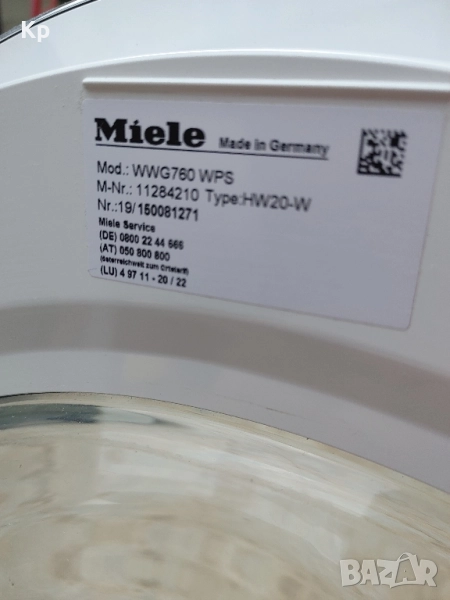 Kp
Miele Made in Germany
Mod.: WWG760 WPS
M-Nr.: 11284210 Type:HW20-W
Nr.:19/150081271
Miele Service
(DE) 0800 22 44 666
(AT) 050 800 800
(österreichweit zum Ortstarif)
(LU) 4 97 11 - 20 / 22
BAZAR